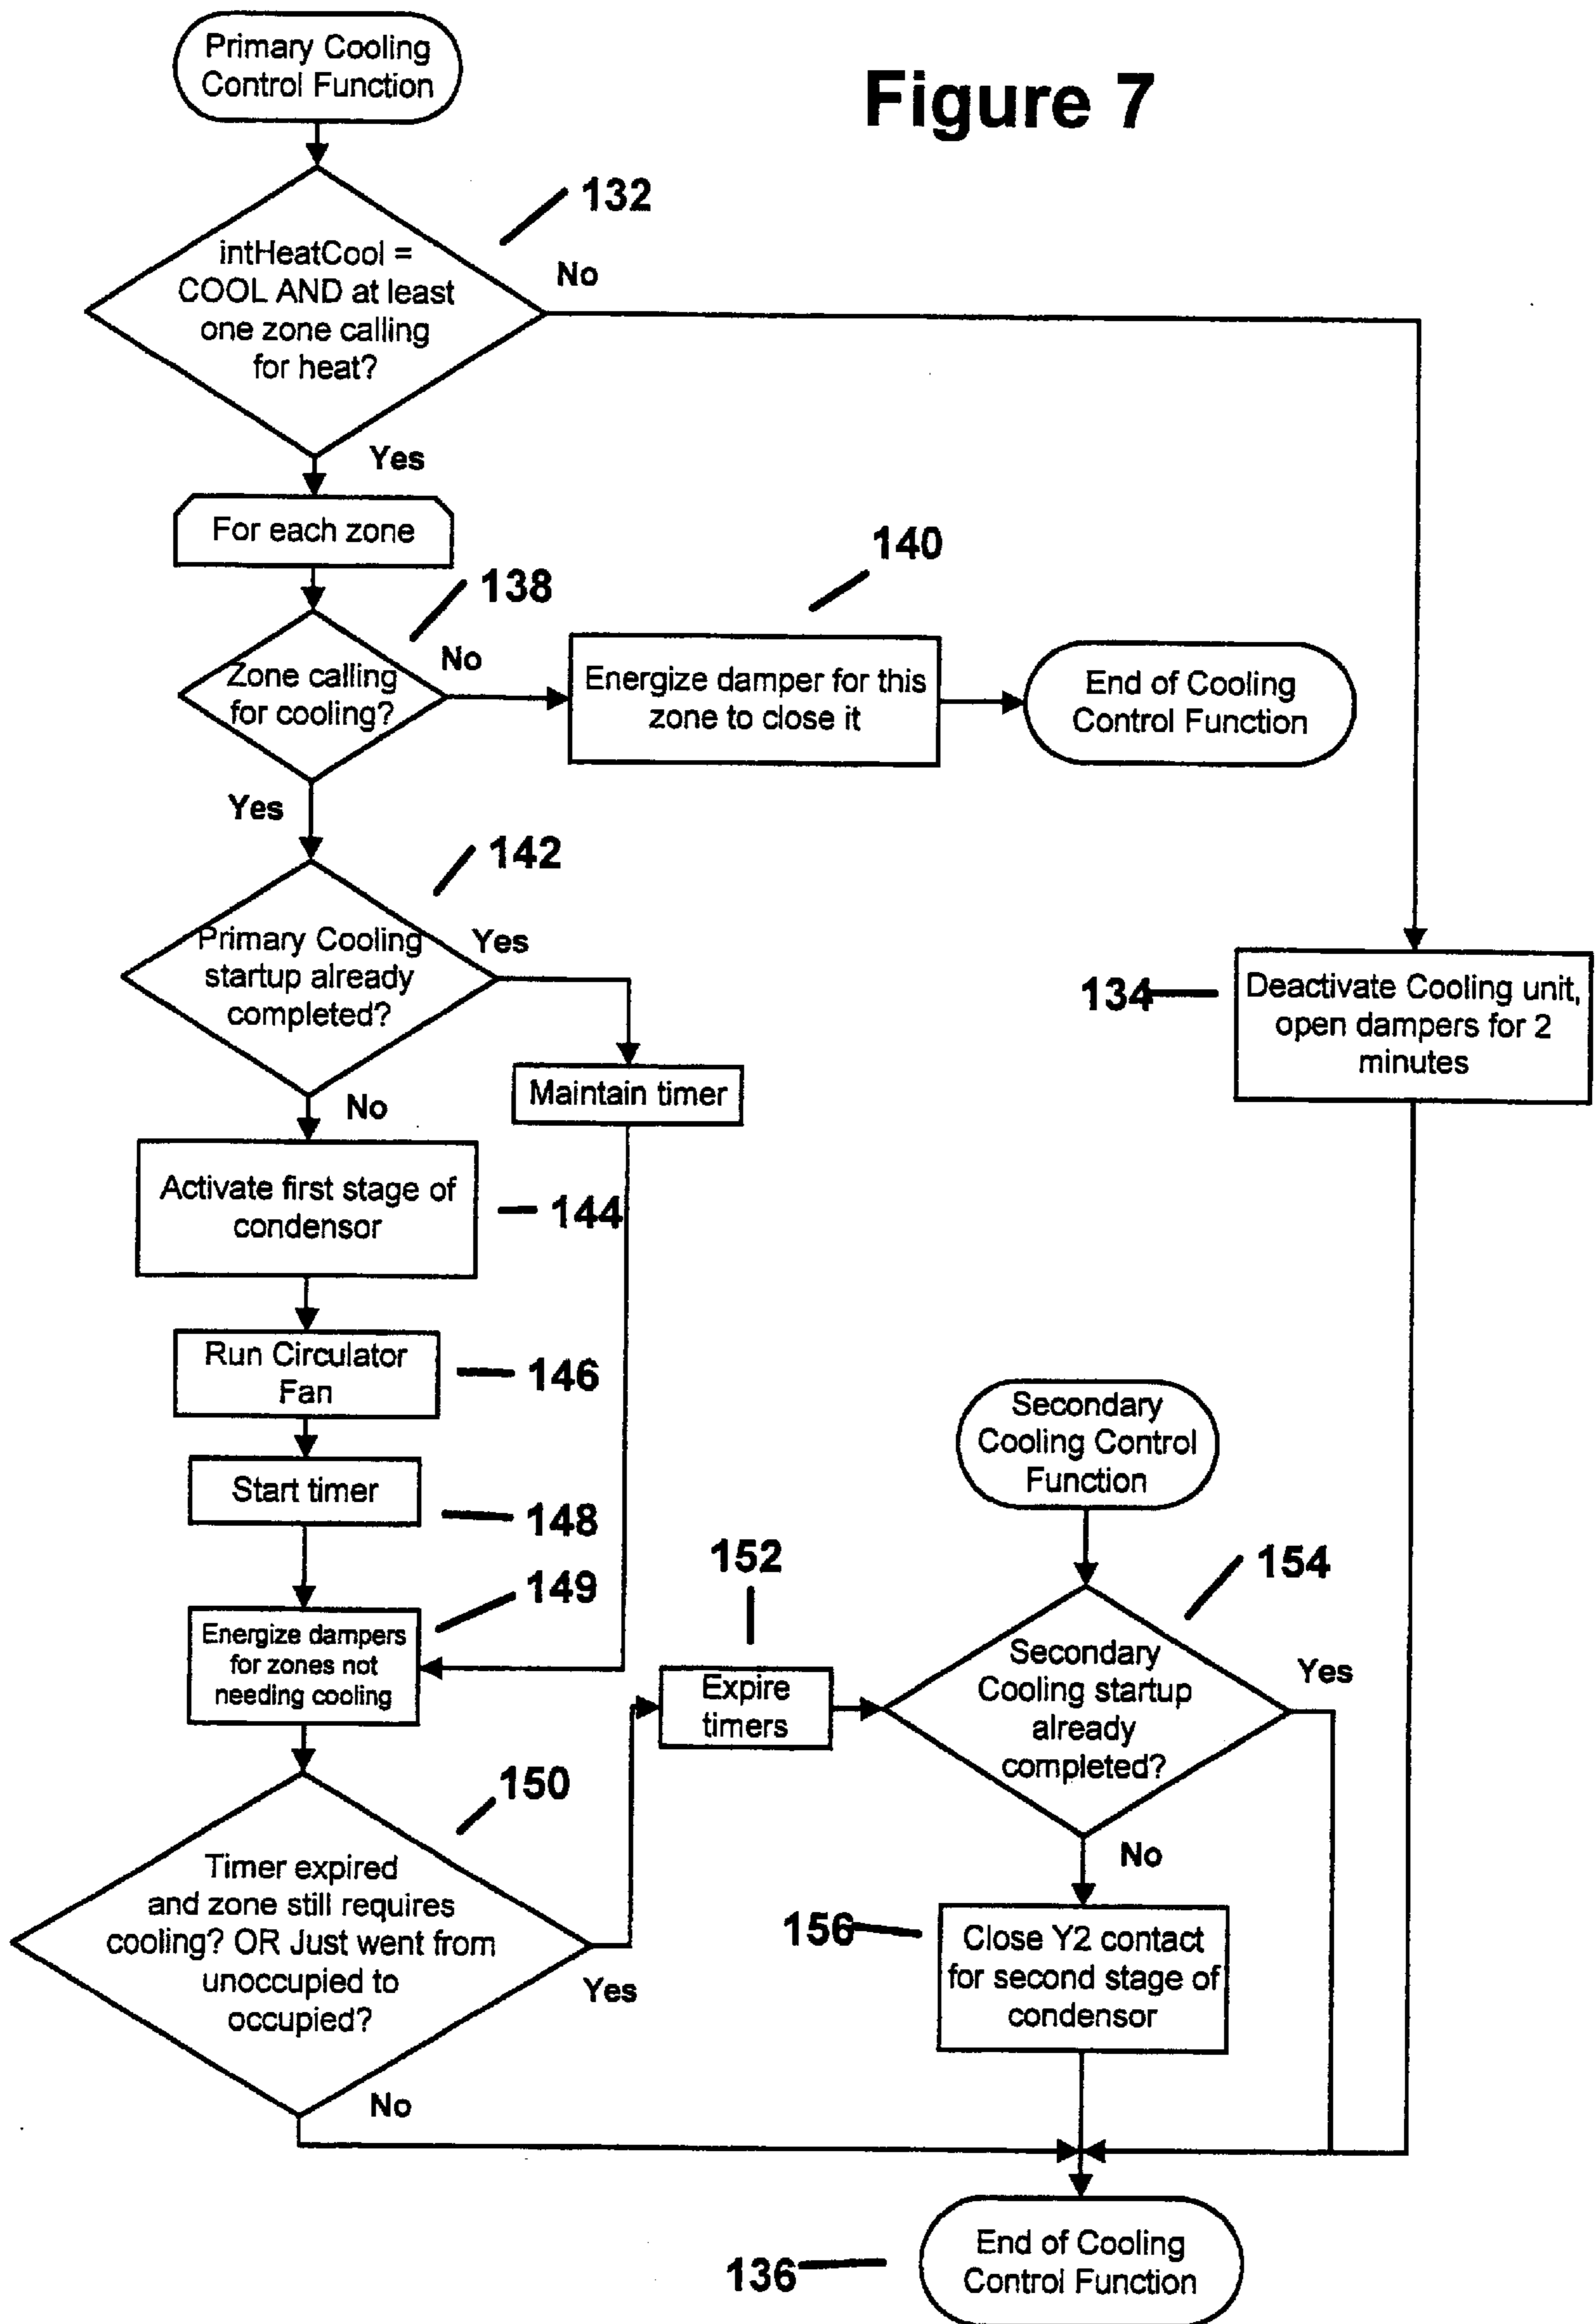 Primary Cooling
Control Function
Figure 7
132
intHeatCool =
COOL AND at least
one zone calling
for heat?
No
Yes
For each zone
138
140
Zone calling
for cooling?
No
Energize damper for this
zone to close it
End of Cooling
Control Function
Yes
142
Primary Cooling
startup already
completed?
Yes
134
Deactivate Cooling unit,
open dampers for 2
minutes
Maintain timer
No
Activate first stage of
condensor
144
Run Circulator
Fan
146
Start timer
148
Secondary
Cooling Control
Function
149
Energize dampers
for zones not
needing cooling
152
154
Expire
timers
Secondary
Cooling startup
already
completed?
Yes
150
Timer expired
and zone still requires
cooling? OR Just went from
unoccupied to
occupied?
Yes
No
No
156
Close Y2 contact
for second stage of
condensor
136
End of Cooling
Control Function